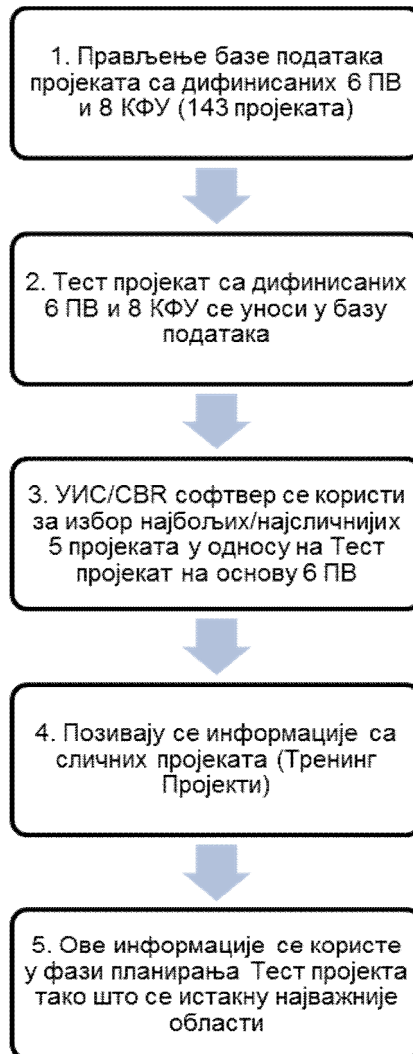 1. Прављење базе података
пројеката са дифинисаних 6 ПВ
и 8 КФУ (143 пројеката)
2. Тест пројекат са дифинисаних
6 ПВ и 8 КФУ се уноси у базу
података
3. УИС/CBR софтвер се користи
за избор најбољих/најсличнијих
5 пројеката у односу на Тест
пројекат на основу 6 ПВ
4. Позивају се информације са
сличних пројеката (Тренинг
Пројекти)
5. Ове информације се користе
у фази планирања Тест пројекта
тако што се истакну најважније
области